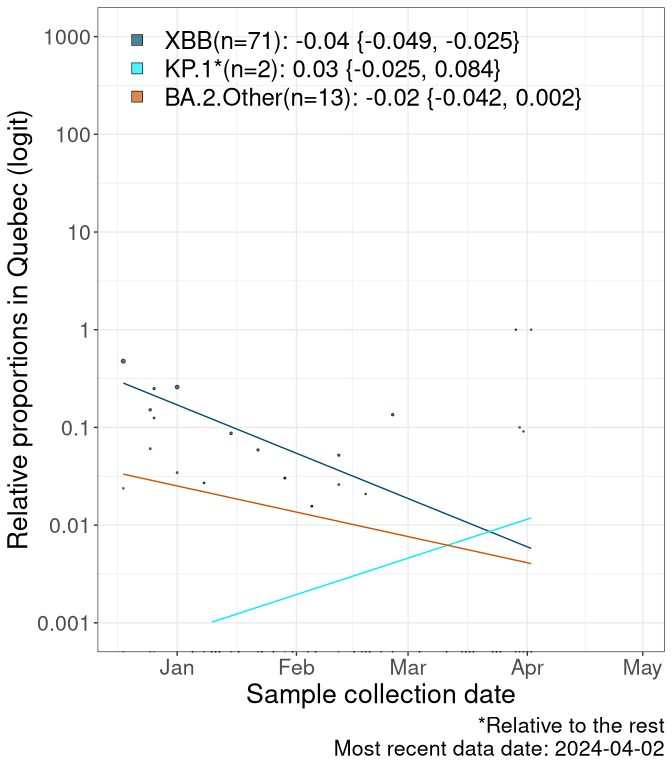 XBB(n=71): -0.04 {-0.049, -0.025}
KP.1*(n=2): 0.03 {-0.025, 0.084}
BA.2.Other(n=13): -0.02 {-0.042, 0.002}
Relative proportions in Quebec (logit)
1000
100
10
1
0.1
0.01
0.001
Jan Feb Mar Apr May
Sample collection date
*Relative to the rest
Most recent data date: 2024-04-02